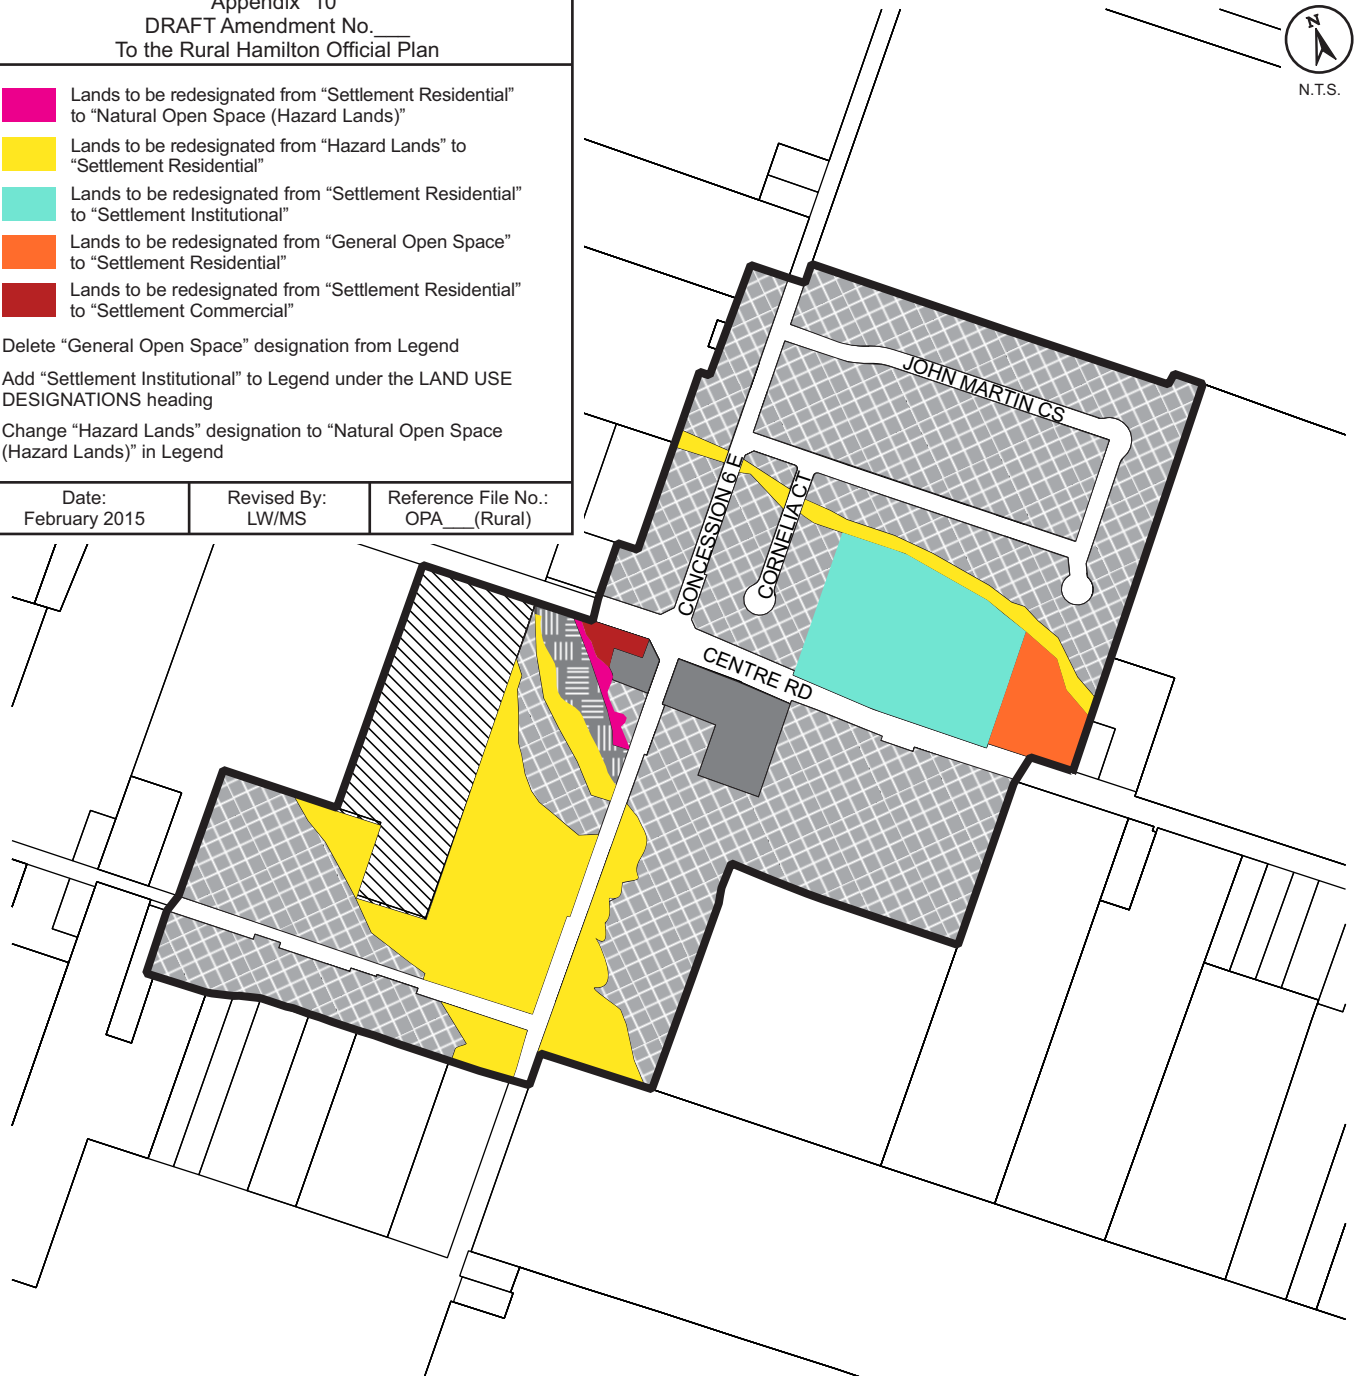 Appendix "10"
DRAFT Amendment No.___
To the Rural Hamilton Official Plan
Lands to be redesignated from “Settlement Residential”
to “Natural Open Space (Hazard Lands)”
Lands to be redesignated from “Hazard Lands” to
“Settlement Residential”
Lands to be redesignated from “Settlement Residential”
to “Settlement Institutional”
Lands to be redesignated from “General Open Space”
to “Settlement Residential”
Lands to be redesignated from “Settlement Residential”
to “Settlement Commercial”
Delete “General Open Space” designation from Legend
Add “Settlement Institutional” to Legend under the LAND USE
DESIGNATIONS heading
Change “Hazard Lands” designation to “Natural Open Space
(Hazard Lands)” in Legend
Date:
February 2015
Revised By:
LW/MS
Reference File No.:
OPA___(Rural)
N
N.T.S.
JOHN MARTIN CS
CONCESSION 6 E
CORNELIA CT
CENTRE RD